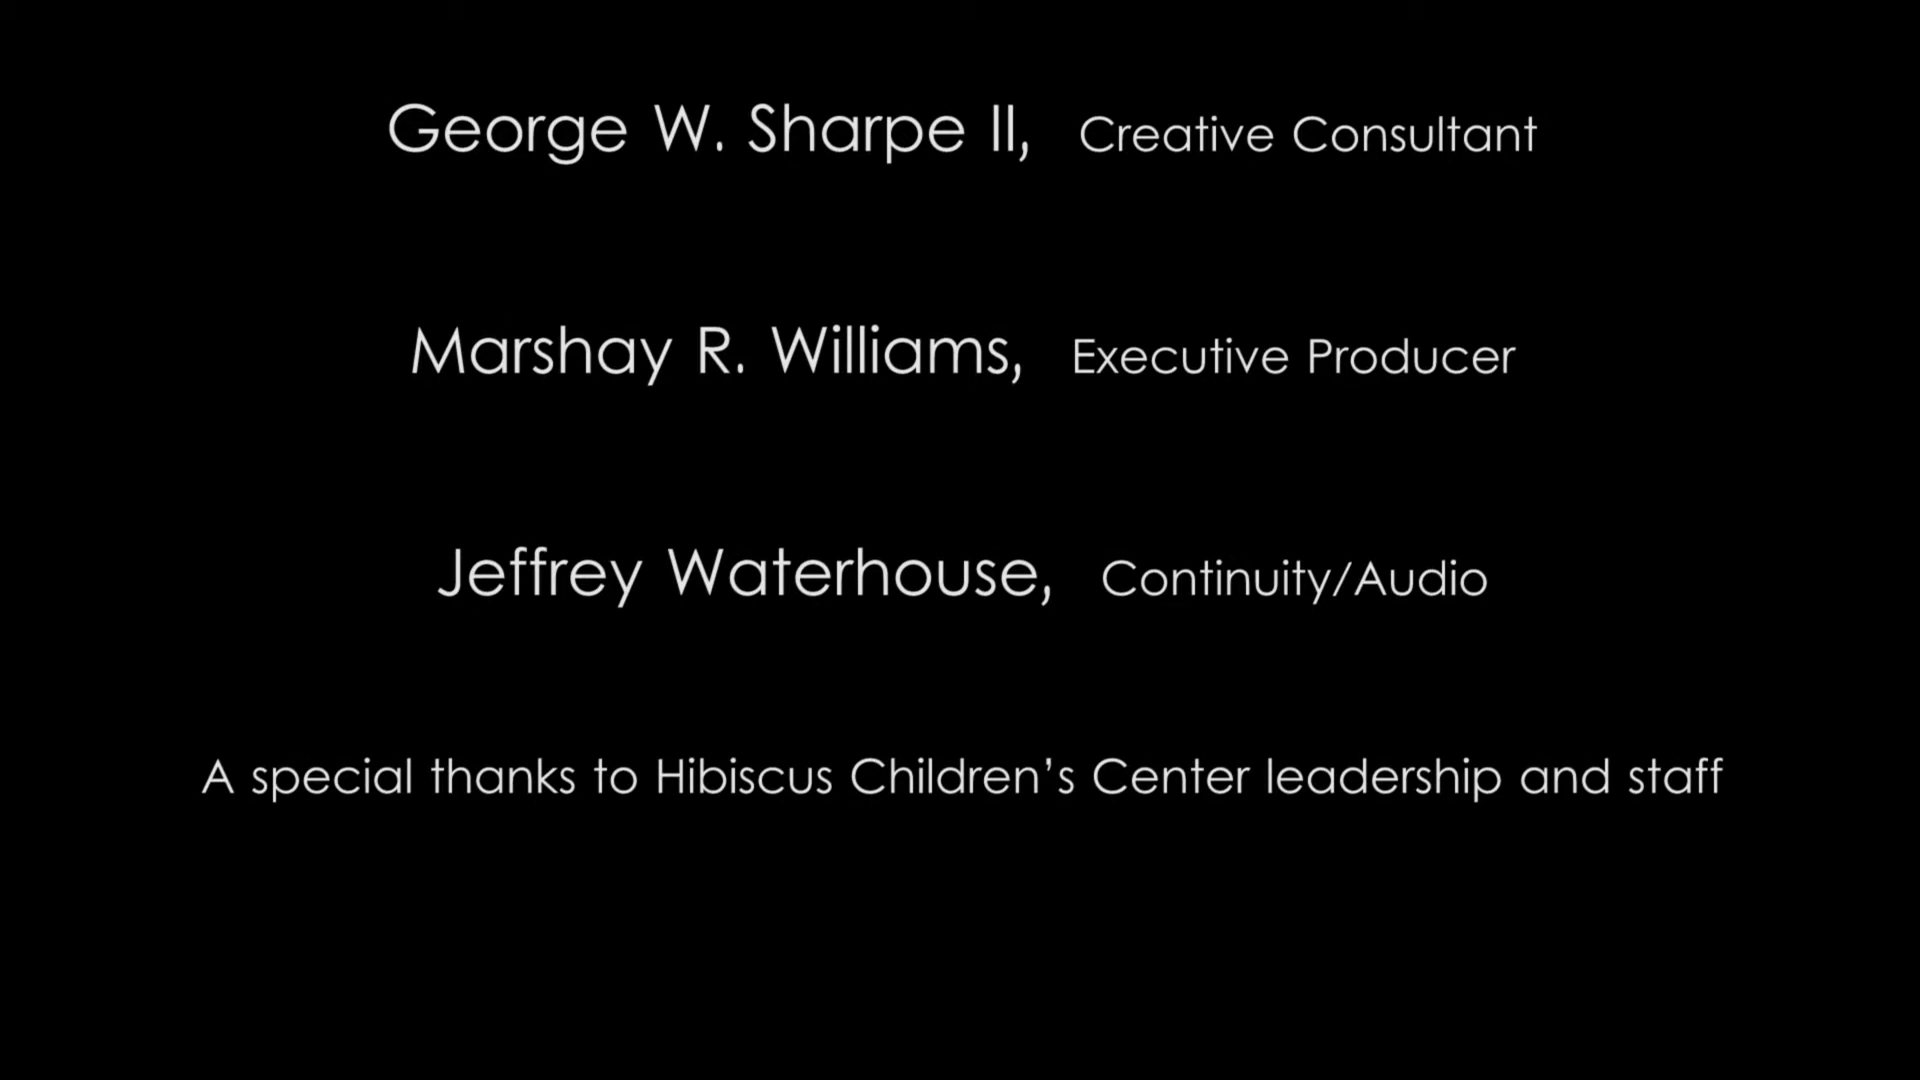 George W. Sharpe II, Creative Consultant
Marshay R. Williams, Executive Producer
Jeffrey Waterhouse, Continuity/Audio
A special thanks to Hibiscus Children’s Center leadership and staff